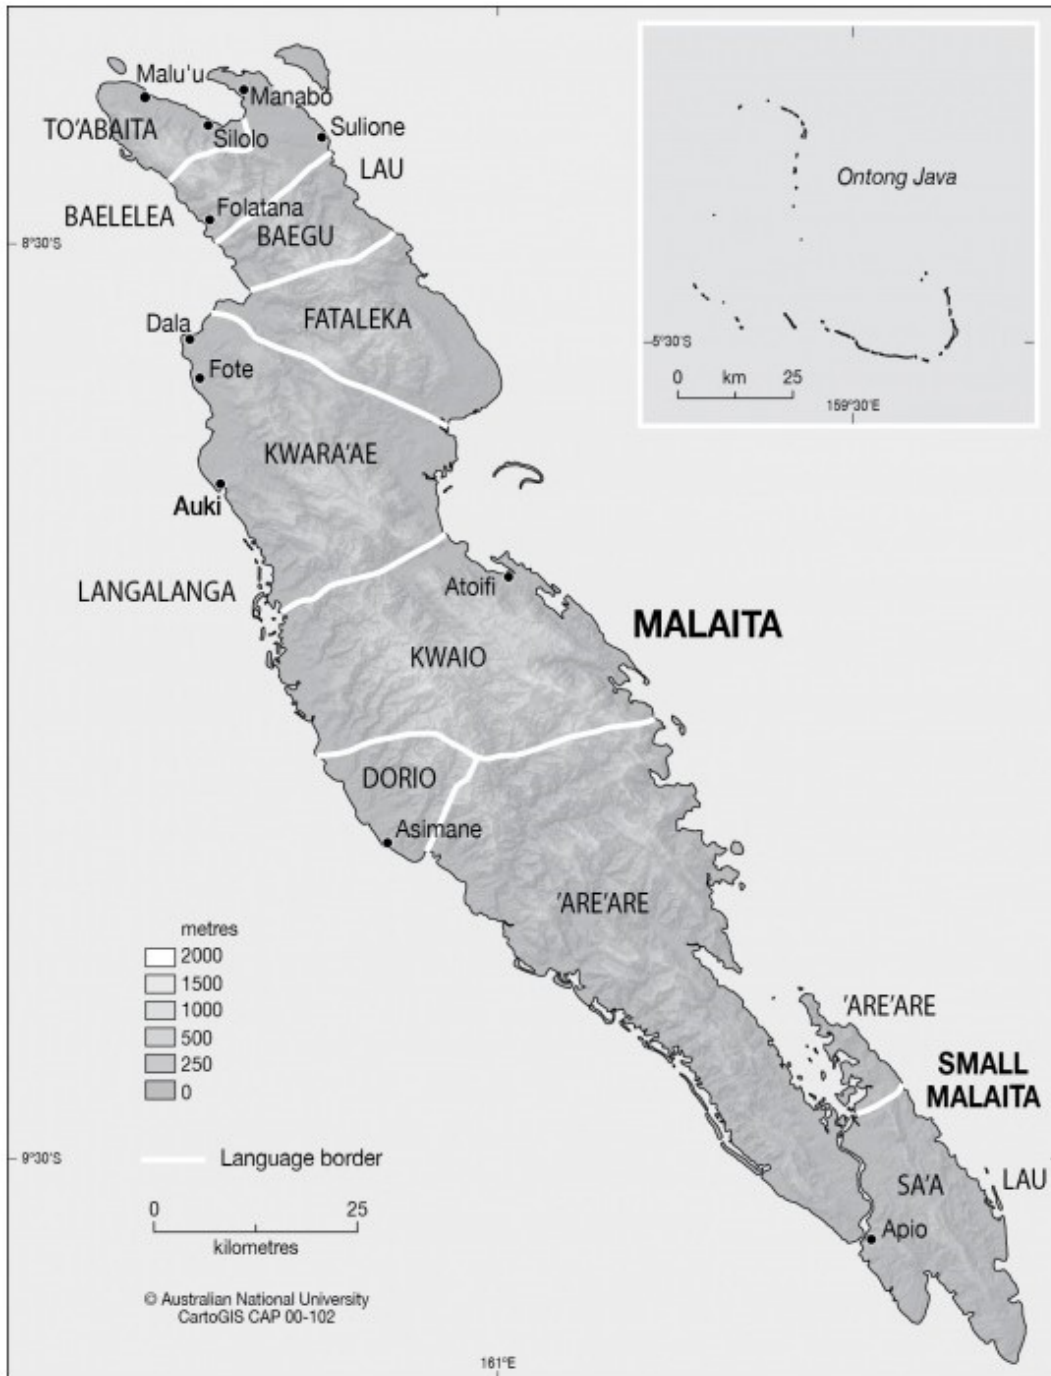 Malu'u
Manabo
TO'ABAITA
Silolo
Sulione
LAU
BAELELEA
Folatana
BAEGU
8°30'S
FATALEKA
Dala
Fote
KWARA'AE
Auki
LANGALANGA
Atoifi
MALAITA
KWAIO
DORIO
Asimane
'ARE'ARE
'ARE'ARE
SMALL
MALAITA
SA'A
LAU
Apio
Ontong Java
5°30'S
0 km 25
159°30'E
metres
2000
1500
1000
500
250
0
9°30'S
Language border
0 25
kilometres
© Australian National University
CartoGIS CAP 00-102
161°E